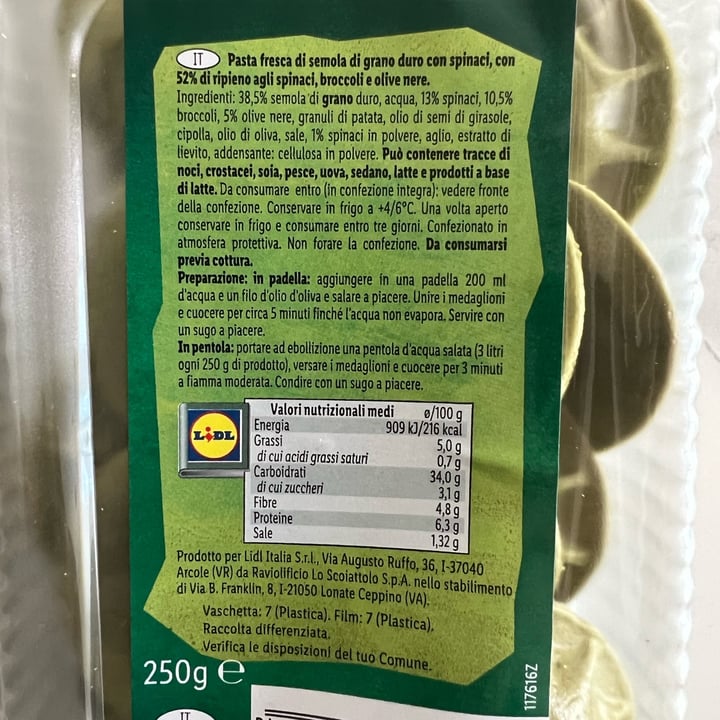 IT Pasta fresca di semola di grano duro con spinaci, con
52% di ripieno agli spinaci, broccoli e olive nere.
Ingredienti: 38,5% semola di grano duro, acqua, 13% spinaci, 10,5%
broccoli, 5% olive nere, granuli di patata, olio di semi di girasole,
cipolla, olio di oliva, sale, 1% spinaci in polvere, aglio, estratto di
lievito, addensante: cellulosa in polvere. Può contenere tracce di
noci, crostacei, soia, pesce, uova, sedano, latte e prodotti a base
di latte. Da consumare entro (in confezione integra): vedere fronte
della confezione. Conservare in frigo a +4/6°C. Una volta aperto
conservare in frigo e consumare entro tre giorni. Confezionato in
atmosfera protettiva. Non forare la confezione. Da consumarsi
previa cottura.
Preparazione: in padella: aggiungere in una padella 200 ml
d'acqua e un filo d'olio d'oliva e salare a piacere. Unire i medaglioni
e cuocere per circa 5 minuti finché l'acqua non evapora. Servire con
un sugo a piacere.
In pentola: portare ad ebollizione una pentola d'acqua salata (3 litri
ogni 250 g di prodotto), versare i medaglioni e cuocere per 3 minuti
a fiamma moderata. Condire con un sugo a piacere.
LIDL
Valori nutrizionali medi ø/100 g
Energia 909 kJ/216 kcal
Grassi 5,0 g
di cui acidi grassi saturi 0,7 g
Carboidrati 34,0 g
di cui zuccheri 3,1 g
Fibre 4,8 g
Proteine 6,3 g
Sale 1,32 g
Prodotto per Lidl Italia S.r.l., Via Augusto Ruffo, 36, I-37040
Arcole (VR) da Raviolificio Lo Scoiattolo S.p.A. nello stabilimento
di Via B. Franklin, 8, I-21050 Lonate Ceppino (VA).
Vaschetta: 7 (Plastica). Film: 7 (Plastica).
Raccolta differenziata.
Verifica le disposizioni del tuo Comune.
250g e
117616Z
IT